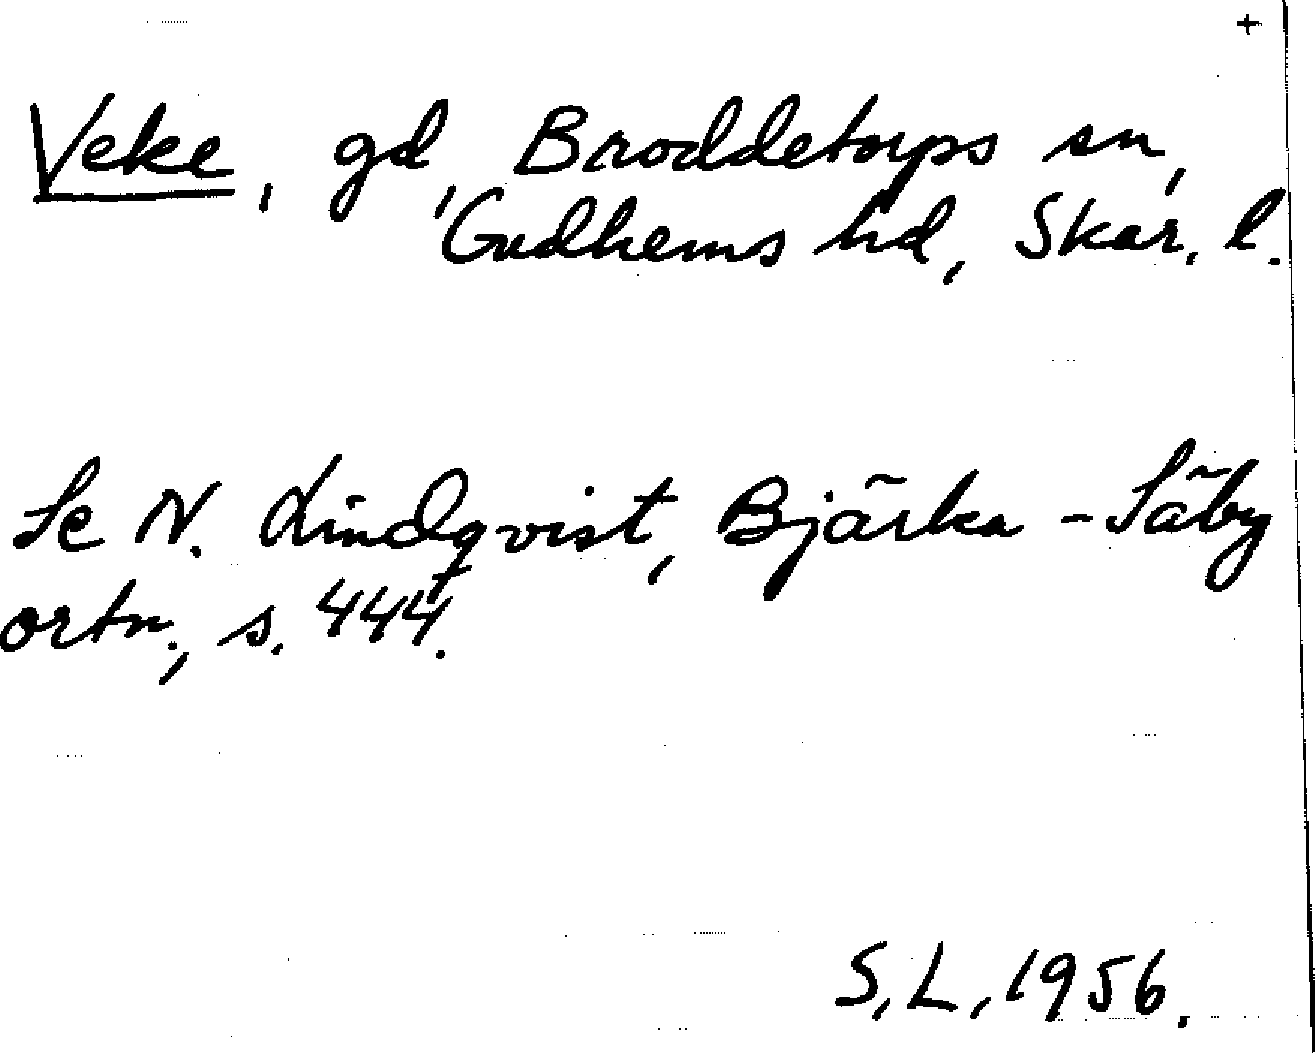 +
Veke, gd, Broddetorps sn,
Gudhems hd, Skar. l.
Se N. Lindqvist, Bjärka-Säby
ortn., s. 444.
S. L. 1956.